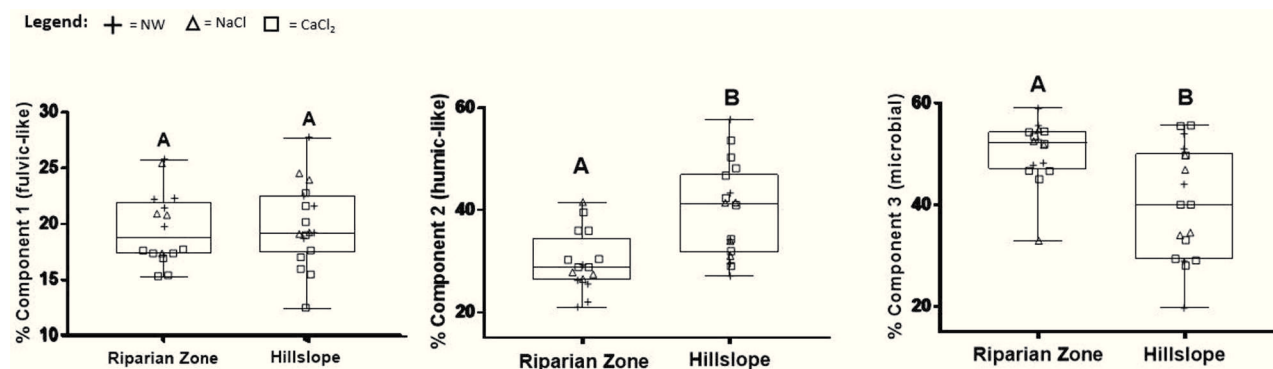 Legend: + = NW △ = NaCl □ = CaCl₂
% Component 1 (fulvic-like)
30
25
20
15
10
A
A
Riparian Zone
Hillslope
% Component 2 (humic-like)
60
40
20
A
B
Riparian Zone
Hillslope
% Component 3 (microbial)
60
40
20
A
B
Riparian Zone
Hillslope